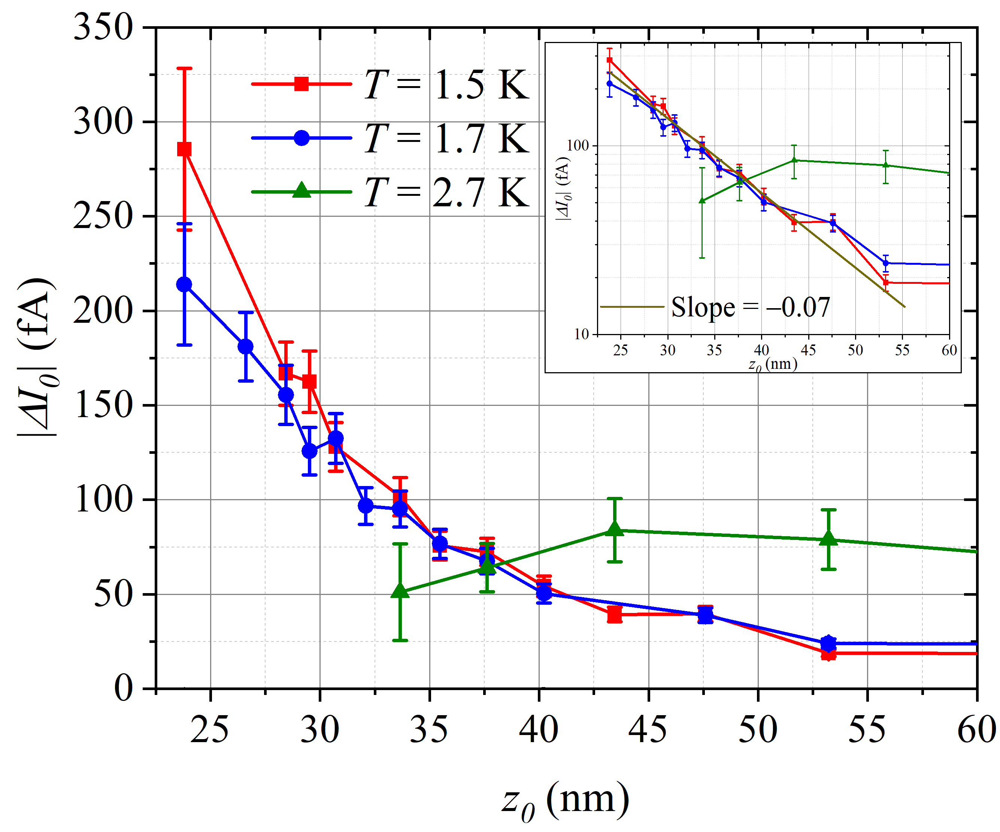 350
300
250
200
150
100
50
0
|ΔI₀| (fA)
T = 1.5 K
T = 1.7 K
T = 2.7 K
100
10
|ΔI₀| (fA)
Slope = –0.07
25 30 35 40 45 50 55 60
z₀ (nm)
25 30 35 40 45 50 55 60
z₀ (nm)